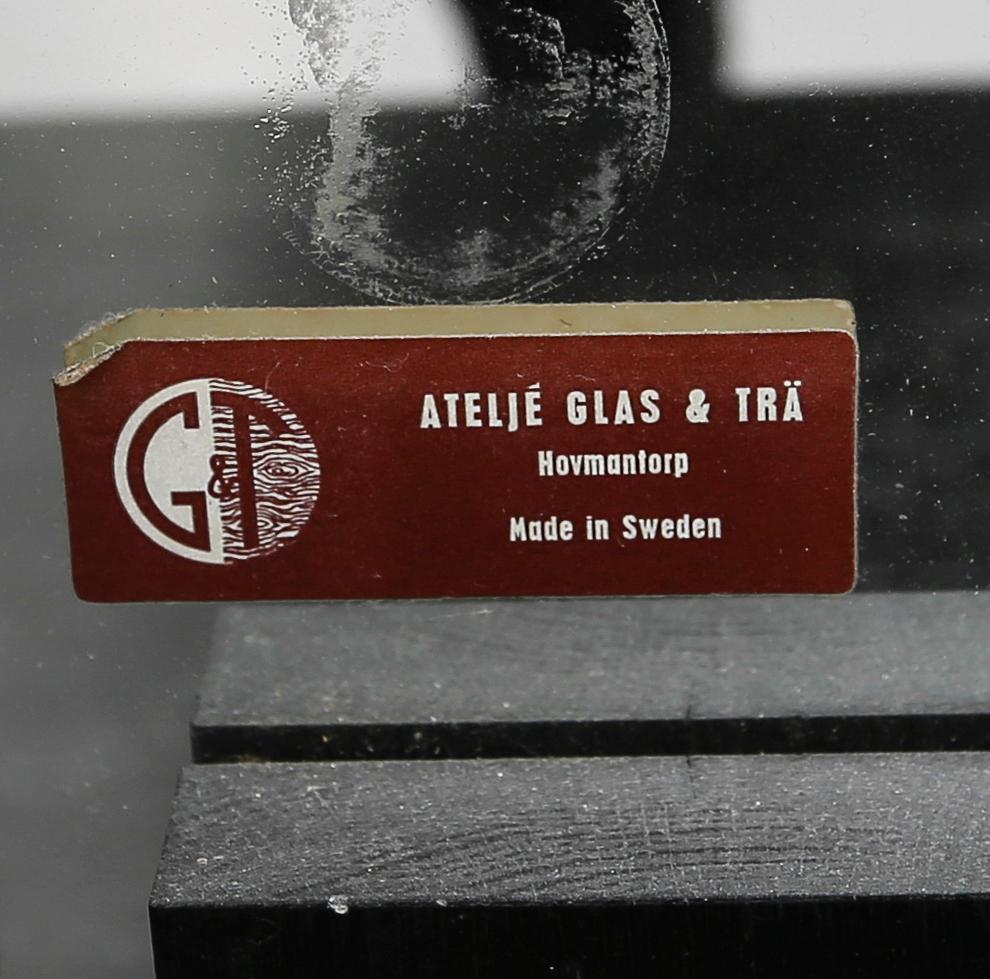 G&T
ATELJÉ GLAS & TRÄ
Hovmantorp
Made in Sweden